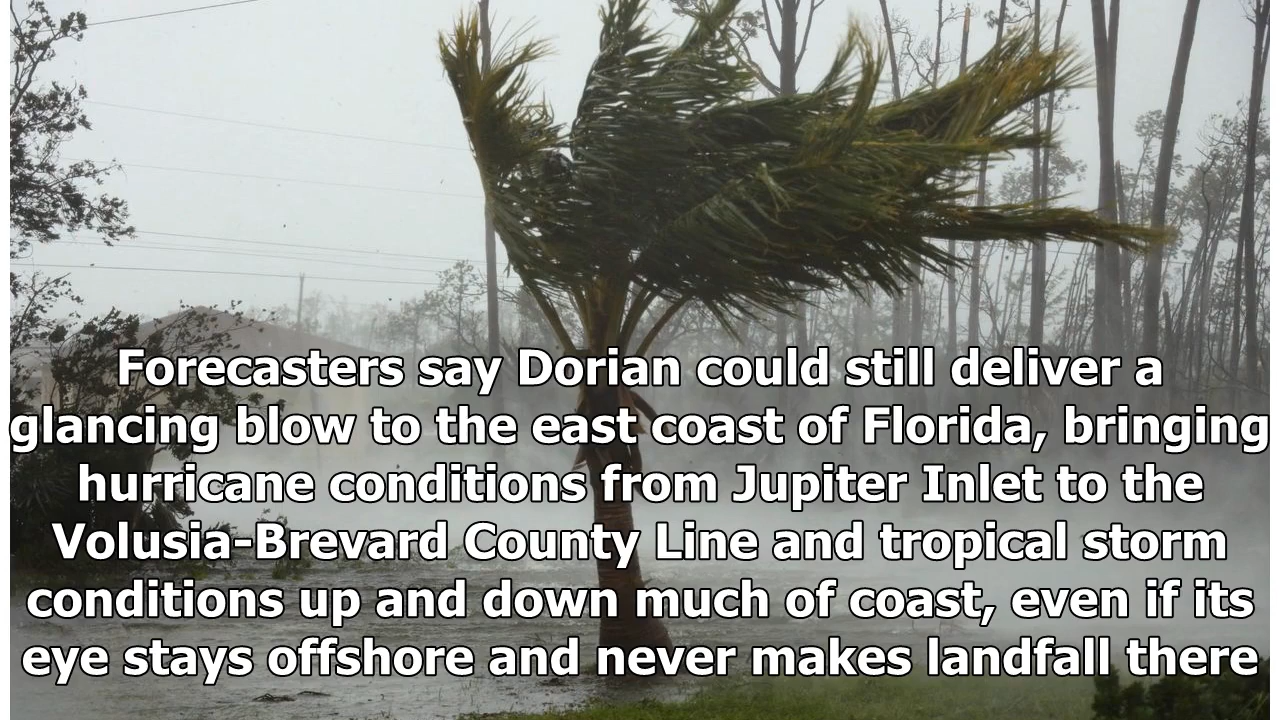 Forecasters say Dorian could still deliver a
glancing blow to the east coast of Florida, bringing
hurricane conditions from Jupiter Inlet to the
Volusia-Brevard County Line and tropical storm
conditions up and down much of coast, even if its
eye stays offshore and never makes landfall there